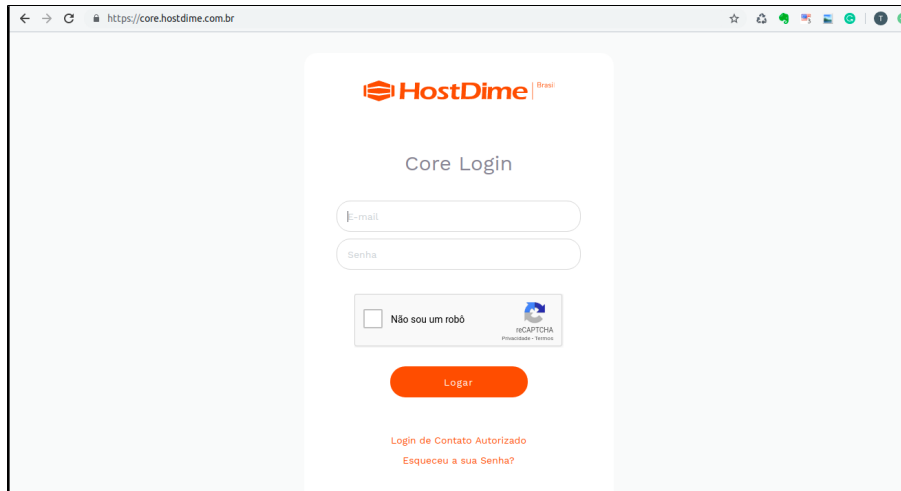 https://core.hostdime.com.br
T
HostDime Brasil
Core Login
E-mail
Senha
Não sou um robô
reCAPTCHA
Privacidade - Termos
Logar
Login de Contato Autorizado
Esqueceu a sua Senha?